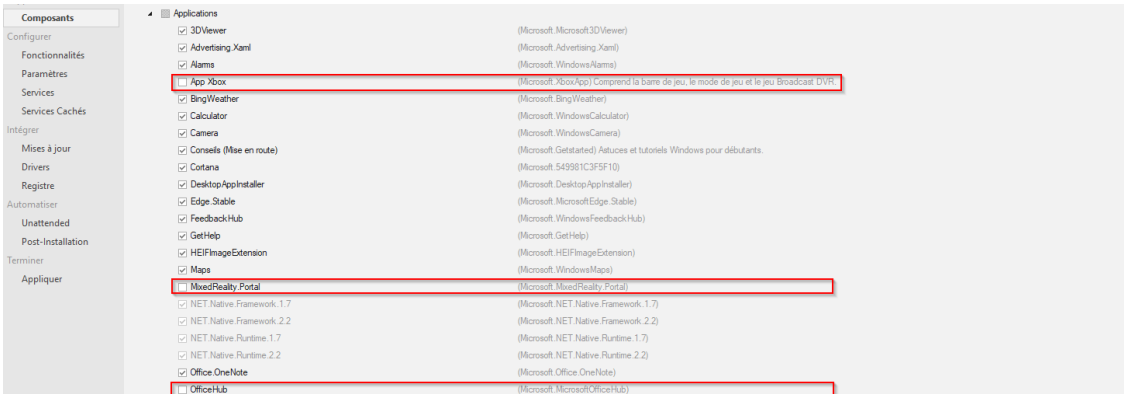 Composants
Configurer
Fonctionnalités
Paramètres
Services
Services Cachés
Intégrer
Mises à jour
Drivers
Registre
Automatiser
Unattended
Post-Installation
Terminer
Appliquer
Applications
3DViewer (Microsoft.Microsoft3DViewer)
Advertising.Xaml (Microsoft.Advertising.Xaml)
Alarms (Microsoft.WindowsAlarms)
App Xbox (Microsoft.XboxApp) Comprend la barre de jeu, le mode de jeu et le jeu Broadcast DVR.
BingWeather (Microsoft.BingWeather)
Calculator (Microsoft.WindowsCalculator)
Camera (Microsoft.WindowsCamera)
Conseils (Mise en route) (Microsoft.Getstarted) Astuces et tutoriels Windows pour débutants.
Cortana (Microsoft.549981C3F5F10)
DesktopAppInstaller (Microsoft.DesktopAppInstaller)
Edge.Stable (Microsoft.MicrosoftEdge.Stable)
FeedbackHub (Microsoft.WindowsFeedbackHub)
GetHelp (Microsoft.GetHelp)
HEIFImageExtension (Microsoft.HEIFImageExtension)
Maps (Microsoft.WindowsMaps)
MixedReality.Portal (Microsoft.MixedReality.Portal)
NET.Native.Framework.1.7 (Microsoft.NET.Native.Framework.1.7)
NET.Native.Framework.2.2 (Microsoft.NET.Native.Framework.2.2)
NET.Native.Runtime.1.7 (Microsoft.NET.Native.Runtime.1.7)
NET.Native.Runtime.2.2 (Microsoft.NET.Native.Runtime.2.2)
Office.OneNote (Microsoft.Office.OneNote)
OfficeHub (Microsoft.MicrosoftOfficeHub)